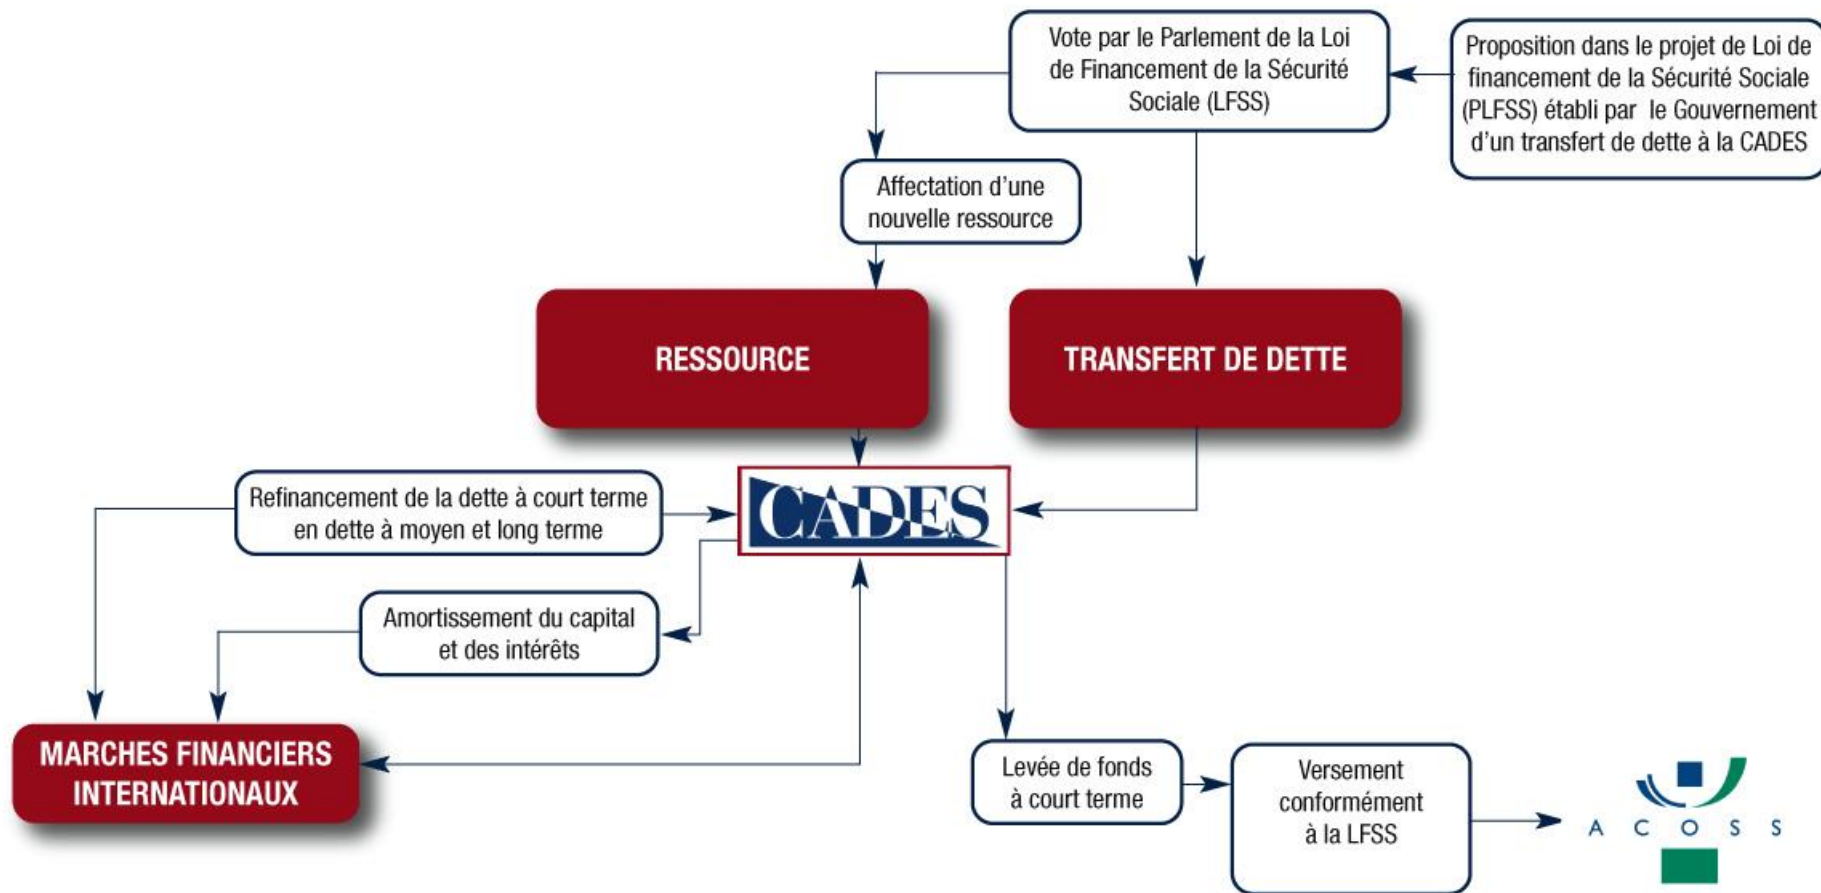 Vote par le Parlement de la Loi
de Financement de la Sécurité
Sociale (LFSS)
Proposition dans le projet de Loi de
financement de la Sécurité Sociale
(PLFSS) établi par le Gouvernement
d'un transfert de dette à la CADES
Affectation d'une
nouvelle ressource
RESSOURCE
TRANSFERT DE DETTE
Refinancement de la dette à court terme
en dette à moyen et long terme
CADES
Amortissement du capital
et des intérêts
MARCHES FINANCIERS
INTERNATIONAUX
Levée de fonds
à court terme
Versement
conformément
à la LFSS
ACOSS